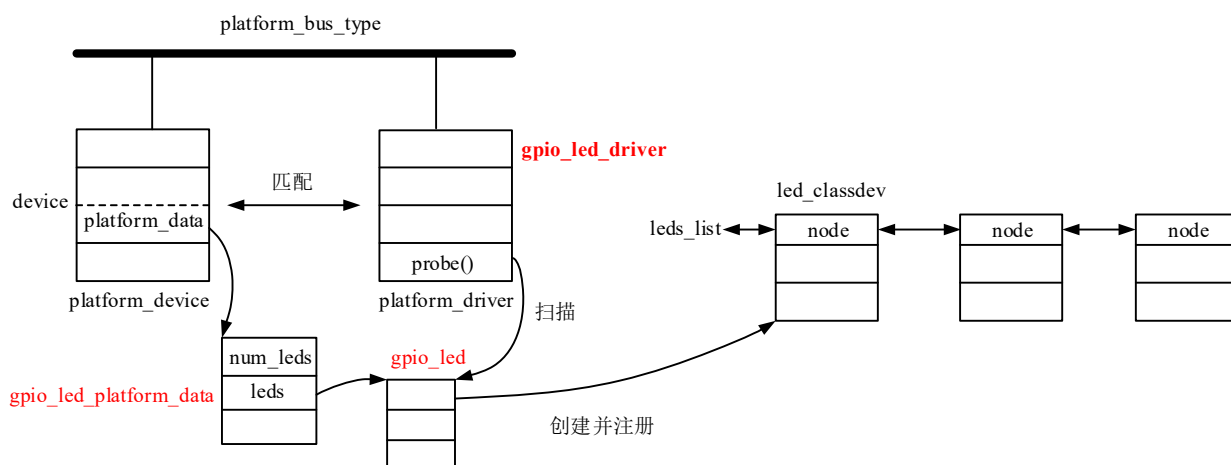 platform_bus_type
gpio_led_driver
匹配
device
platform_data
led_classdev
leds_list
node
node
node
probe()
platform_device
platform_driver
扫描
num_leds
gpio_led
gpio_led_platform_data
leds
创建并注册